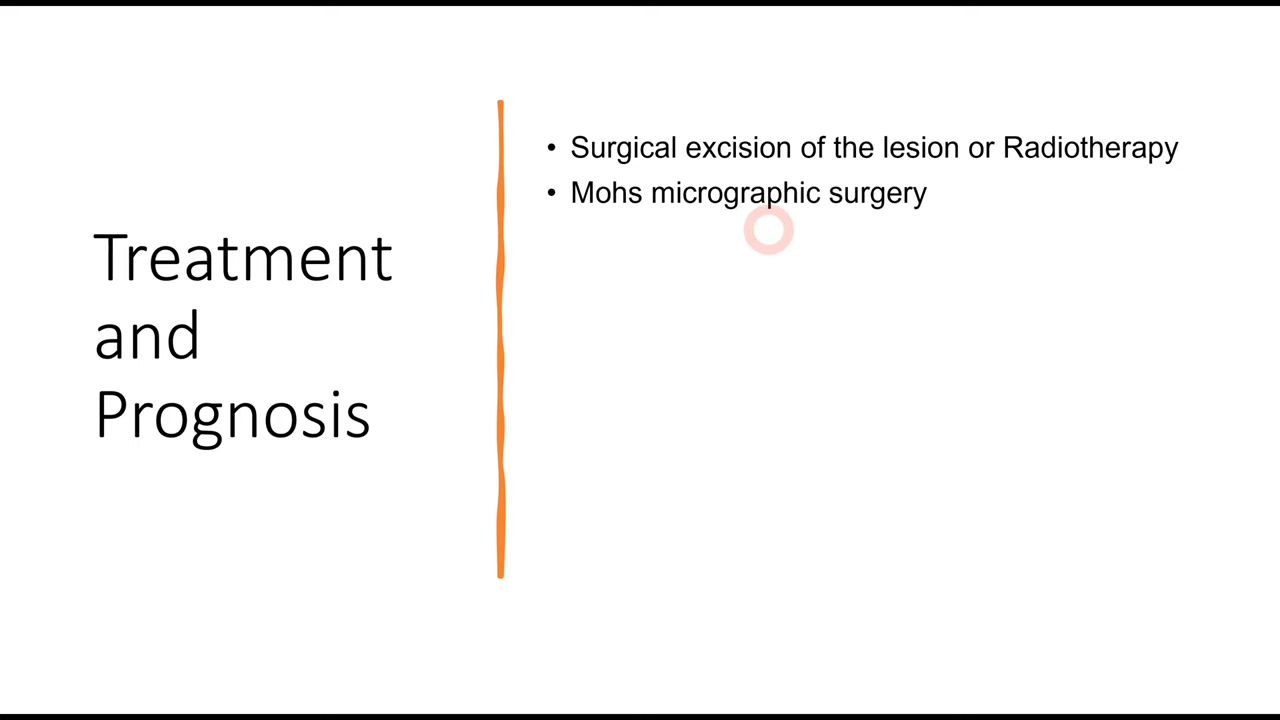 Treatment
and
Prognosis
• Surgical excision of the lesion or Radiotherapy
• Mohs micrographic surgery